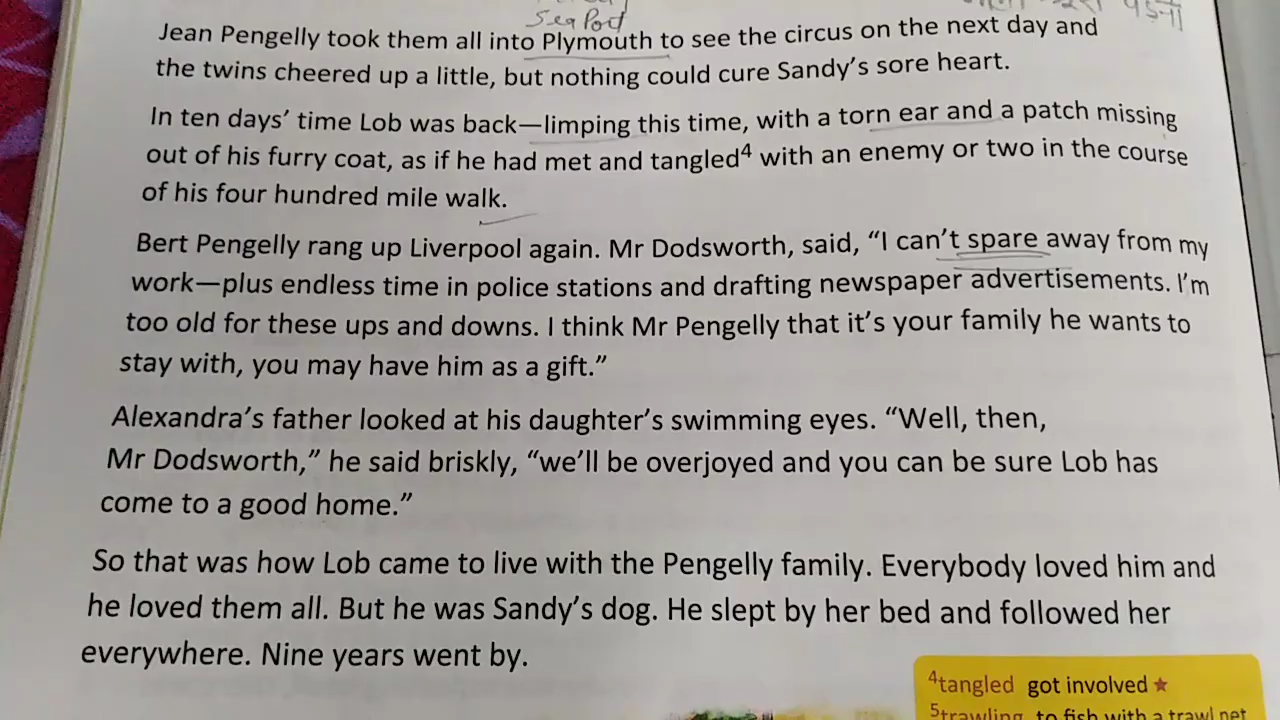 Sea Port
Jean Pengelly took them all into Plymouth to see the circus on the next day and
the twins cheered up a little, but nothing could cure Sandy’s sore heart.
In ten days’ time Lob was back—limping this time, with a torn ear and a patch missing
out of his furry coat, as if he had met and tangled⁴ with an enemy or two in the course
of his four hundred mile walk.
Bert Pengelly rang up Liverpool again. Mr Dodsworth, said, “I can’t spare away from my
work—plus endless time in police stations and drafting newspaper advertisements. I’m
too old for these ups and downs. I think Mr Pengelly that it’s your family he wants to
stay with, you may have him as a gift.”
Alexandra’s father looked at his daughter’s swimming eyes. “Well, then,
Mr Dodsworth,” he said briskly, “we’ll be overjoyed and you can be sure Lob has
come to a good home.”
So that was how Lob came to live with the Pengelly family. Everybody loved him and
he loved them all. But he was Sandy’s dog. He slept by her bed and followed her
everywhere. Nine years went by.
⁴tangled got involved ★
⁵trawling to fish with a trawl net